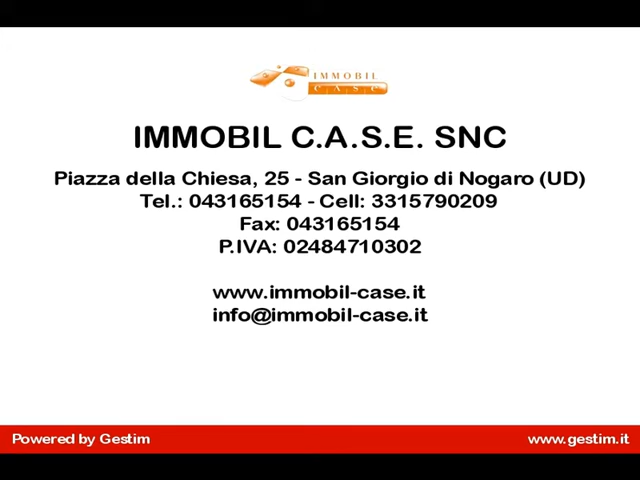 IMMOBIL
CASE
IMMOBIL C.A.S.E. SNC
Piazza della Chiesa, 25 - San Giorgio di Nogaro (UD)
Tel.: 043165154 - Cell: 3315790209
Fax: 043165154
P.IVA: 02484710302
www.immobil-case.it
info@immobil-case.it
Powered by Gestim
www.gestim.it